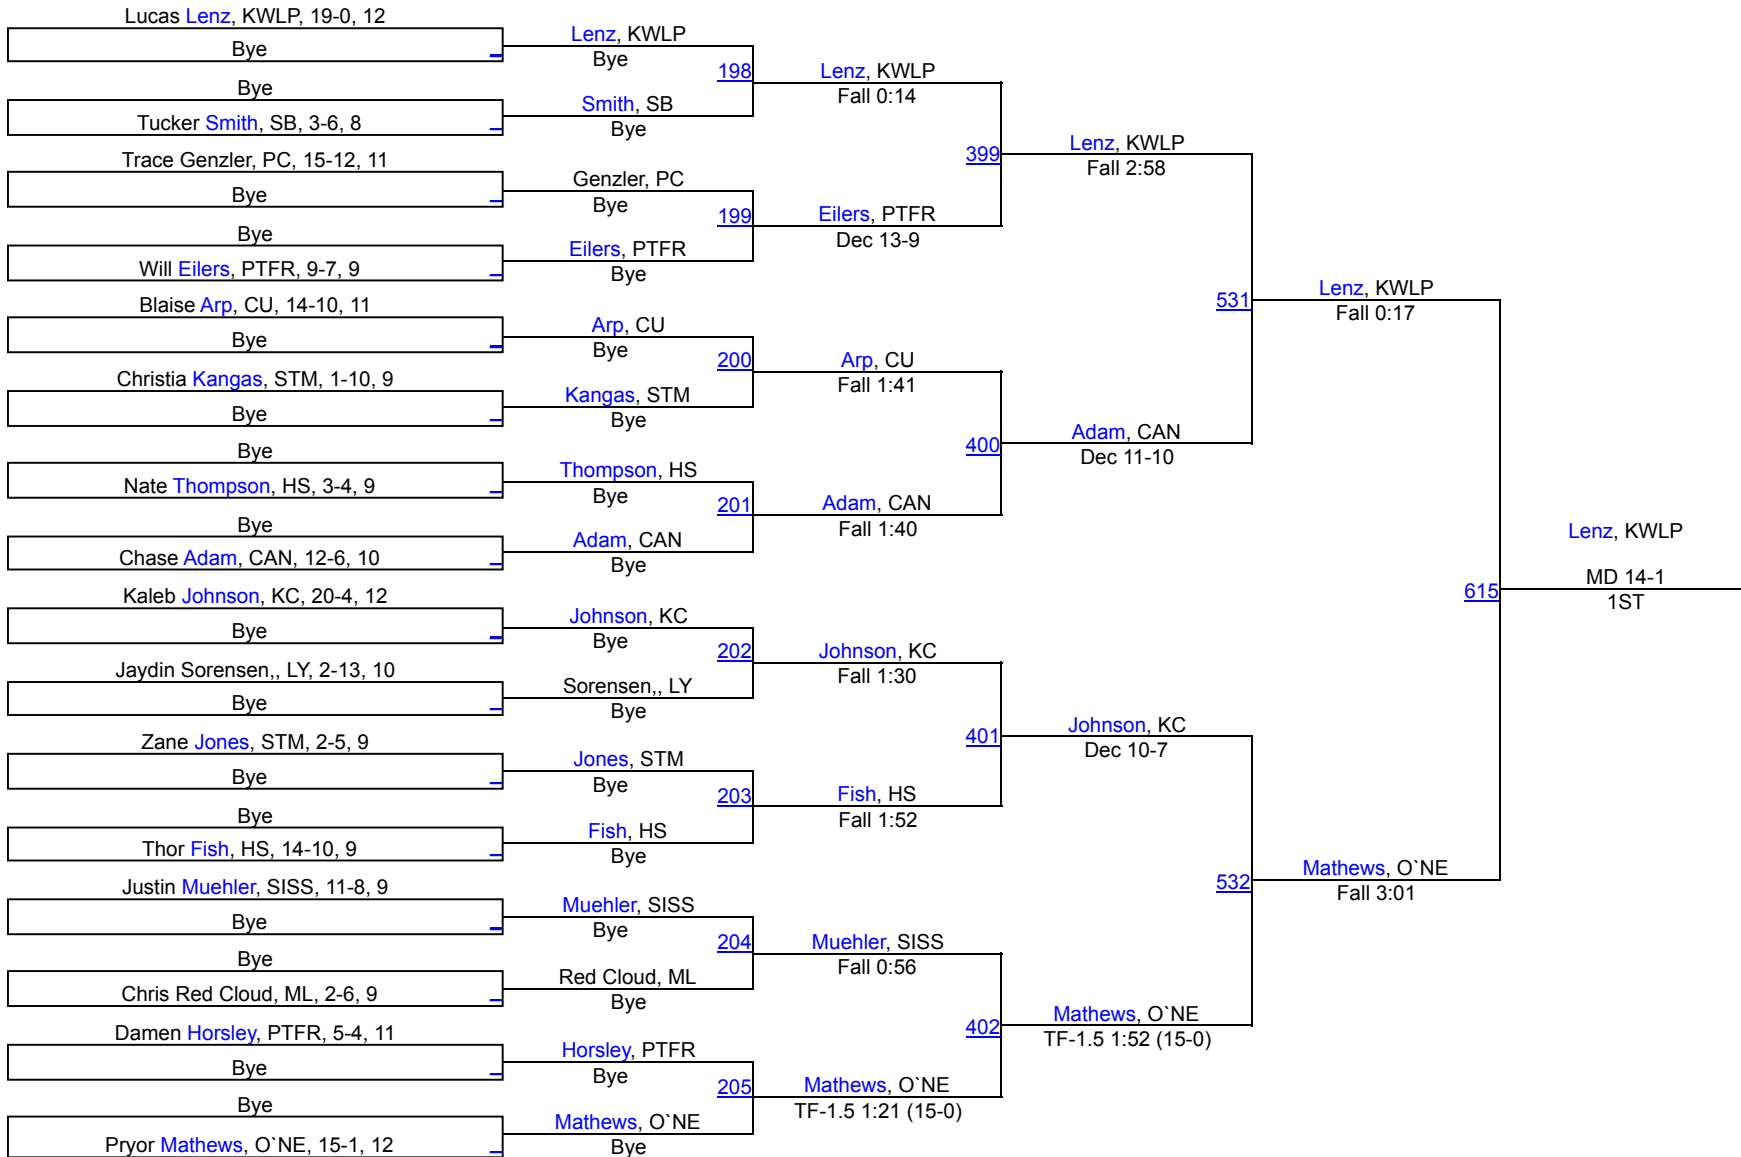 Lucas Lenz, KWLP, 19-0, 12
Bye
Bye
Tucker Smith, SB, 3-6, 8
Trace Genzler, PC, 15-12, 11
Bye
Bye
Will Eilers, PTFR, 9-7, 9
Blaise Arp, CU, 14-10, 11
Bye
Christia Kangas, STM, 1-10, 9
Bye
Bye
Nate Thompson, HS, 3-4, 9
Bye
Chase Adam, CAN, 12-6, 10
Kaleb Johnson, KC, 20-4, 12
Bye
Jaydin Sorensen,, LY, 2-13, 10
Bye
Zane Jones, STM, 2-5, 9
Bye
Bye
Thor Fish, HS, 14-10, 9
Justin Muehler, SISS, 11-8, 9
Bye
Bye
Chris Red Cloud, ML, 2-6, 9
Damen Horsley, PTFR, 5-4, 11
Bye
Bye
Pryor Mathews, O`NE, 15-1, 12
Lenz, KWLP
Bye
198
Smith, SB
Bye
Genzler, PC
Bye
199
Eilers, PTFR
Bye
Arp, CU
Bye
200
Kangas, STM
Bye
Thompson, HS
Bye
201
Adam, CAN
Bye
Johnson, KC
Bye
202
Sorensen,, LY
Bye
Jones, STM
Bye
203
Fish, HS
Bye
Muehler, SISS
Bye
204
Red Cloud, ML
Bye
Horsley, PTFR
Bye
205
Mathews, O`NE
Bye
Lenz, KWLP
Fall 0:14
399
Eilers, PTFR
Dec 13-9
Arp, CU
Fall 1:41
400
Adam, CAN
Fall 1:40
Johnson, KC
Fall 1:30
401
Fish, HS
Fall 1:52
Muehler, SISS
Fall 0:56
402
Mathews, O`NE
TF-1.5 1:21 (15-0)
Lenz, KWLP
Fall 2:58
531
Adam, CAN
Dec 11-10
Johnson, KC
Dec 10-7
532
Mathews, O`NE
TF-1.5 1:52 (15-0)
Lenz, KWLP
Fall 0:17
615
Mathews, O`NE
Fall 3:01
Lenz, KWLP
MD 14-1
1ST